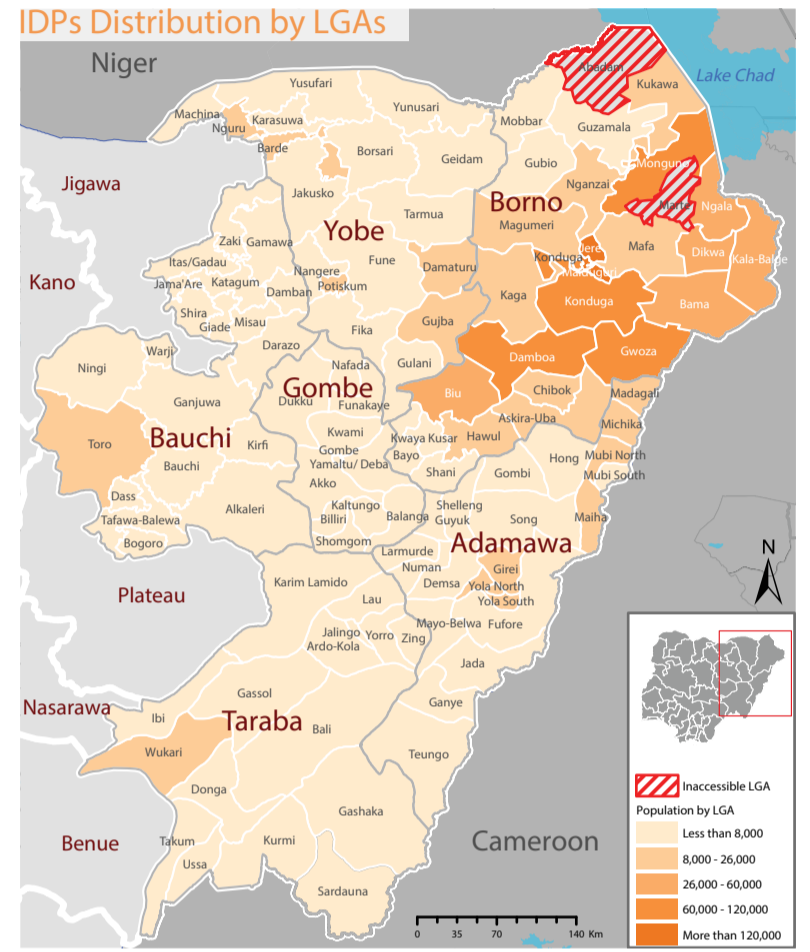 IDPs Distribution by LGAs
Niger
Abadam
Lake Chad
Kukawa
Yusufari
Yunusari
Machina
Karasuwa
Nguru
Mobbar
Guzamala
Barde
Borsari
Geidam
Gubio
Monguno
Jigawa
Jakusko
Nganzai
Borno
Marte
Ngala
Tarmua
Magumeri
Yobe
Zaki
Gamawa
Jere
Mafa
Dikwa
Itas/Gadau
Fune
Konduga
Kala-Balge
Kano
Nangere
Damaturu
Maiduguri
Jama'Are
Katagum
Potiskum
Damban
Kaga
Konduga
Bama
Shira
Misau
Giade
Fika
Gujba
Warji
Darazo
Damboa
Gwoza
Ningi
Nafada
Gulani
Gombe
Biu
Chibok
Madagali
Ganjuwa
Dukku
Funakaye
Askira-Uba
Michika
Toro
Bauchi
Kirfi
Kwami
Kwaya Kusar
Hawul
Gombe
Bayo
Mubi North
Bauchi
Yamaltu/ Deba
Shani
Gombi
Hong
Mubi South
Dass
Akko
Tafawa-Balewa
Alkaleri
Kaltungo
Balanga
Shelleng
Billiri
Guyuk
Song
Maiha
Bogoro
Shomgom
Adamawa
Larmurde
Numan
Girei
Plateau
Karim Lamido
Demsa
Yola North
Lau
Yola South
Mayo-Belwa
Fufore
Jalingo
Yorro
Zing
Ardo-Kola
Jada
Gassol
Nasarawa
Ibi
Taraba
Bali
Ganye
Wukari
Teungo
Donga
Gashaka
Benue
Takum
Kurmi
Cameroon
Ussa
Sardauna
N
0 35 70 140 Km
Inaccessible LGA
Population by LGA
Less than 8,000
8,000 - 26,000
26,000 - 60,000
60,000 - 120,000
More than 120,000